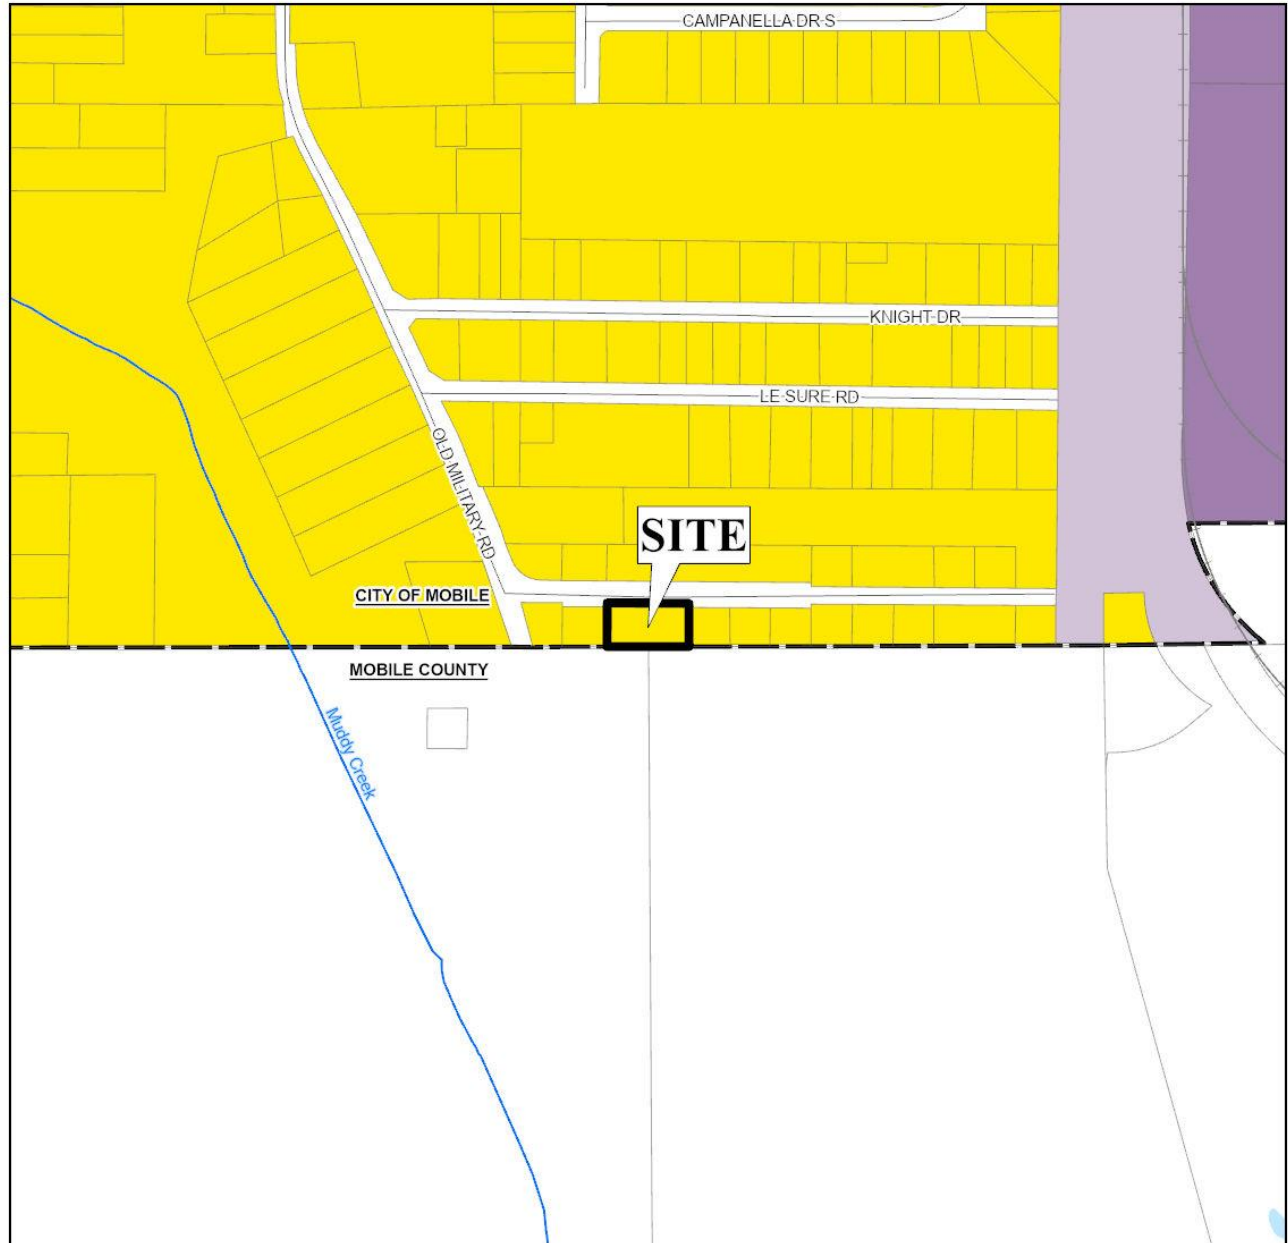 CAMPANELLA DR S
KNIGHT DR
LE SURE RD
OLD MILITARY RD
SITE
CITY OF MOBILE
MOBILE COUNTY
Muddy Creek